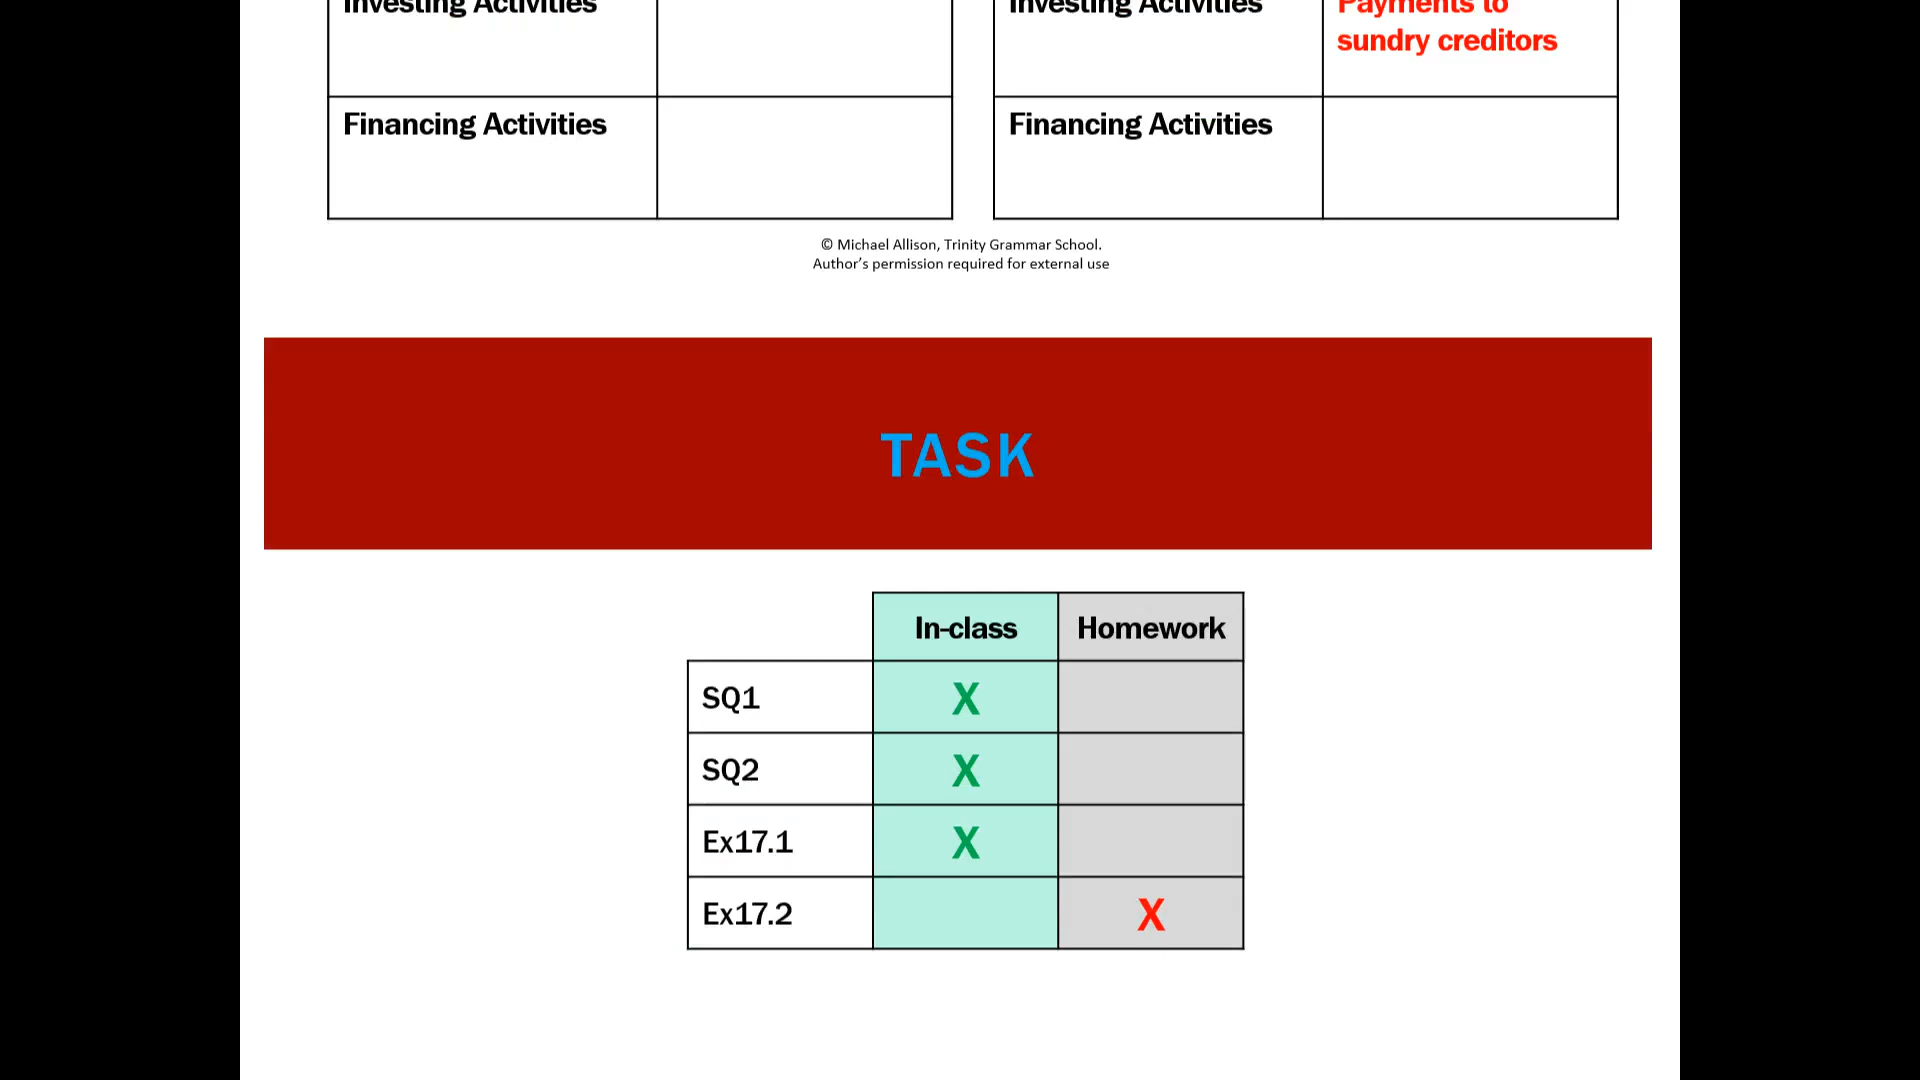 Investing Activities
Investing Activities
Payments to
sundry creditors
Financing Activities
Financing Activities
© Michael Allison, Trinity Grammar School.
Author’s permission required for external use
TASK
In-class Homework
SQ1 X
SQ2 X
Ex17.1 X
Ex17.2 X